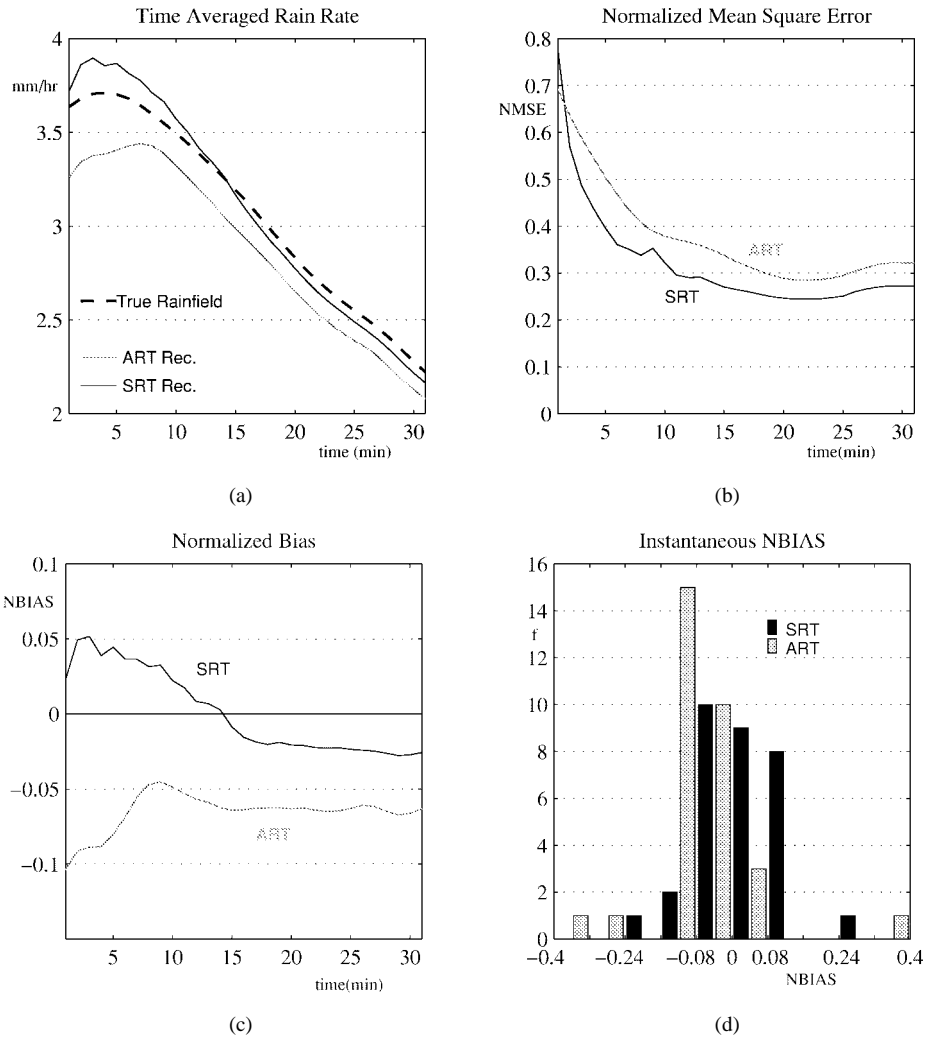 Time Averaged Rain Rate
4
mm/hr
3.5
3
2.5
2
True Rainfield
ART Rec.
SRT Rec.
5 10 15 20 25 30
time (min)
(a)
Normalized Mean Square Error
0.8
0.7
NMSE
0.6
0.5
0.4
0.3
0.2
0.1
0
ART
SRT
5 10 15 20 25 30
time(min)
(b)
Normalized Bias
0.1
NBIAS
0.05
0
−0.05
−0.1
SRT
ART
5 10 15 20 25 30
time(min)
(c)
Instantaneous NBIAS
16
14
f
12
10
8
6
4
2
0
SRT
ART
−0.4 −0.24 −0.08 0 0.08 0.24 0.4
NBIAS
(d)